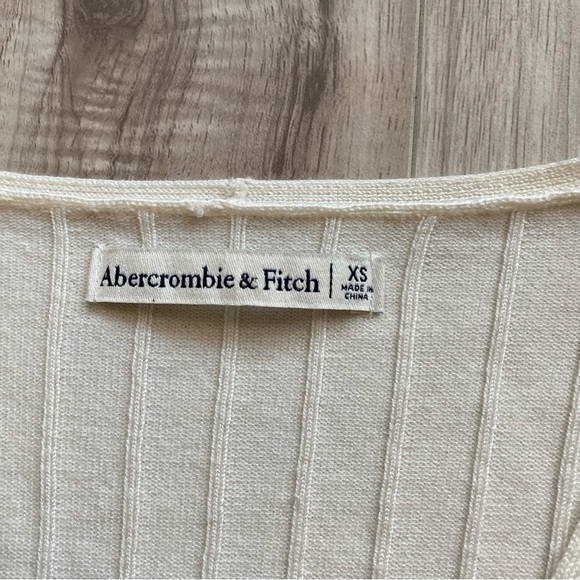 Abercrombie & Fitch | XS
MADE IN
CHINA